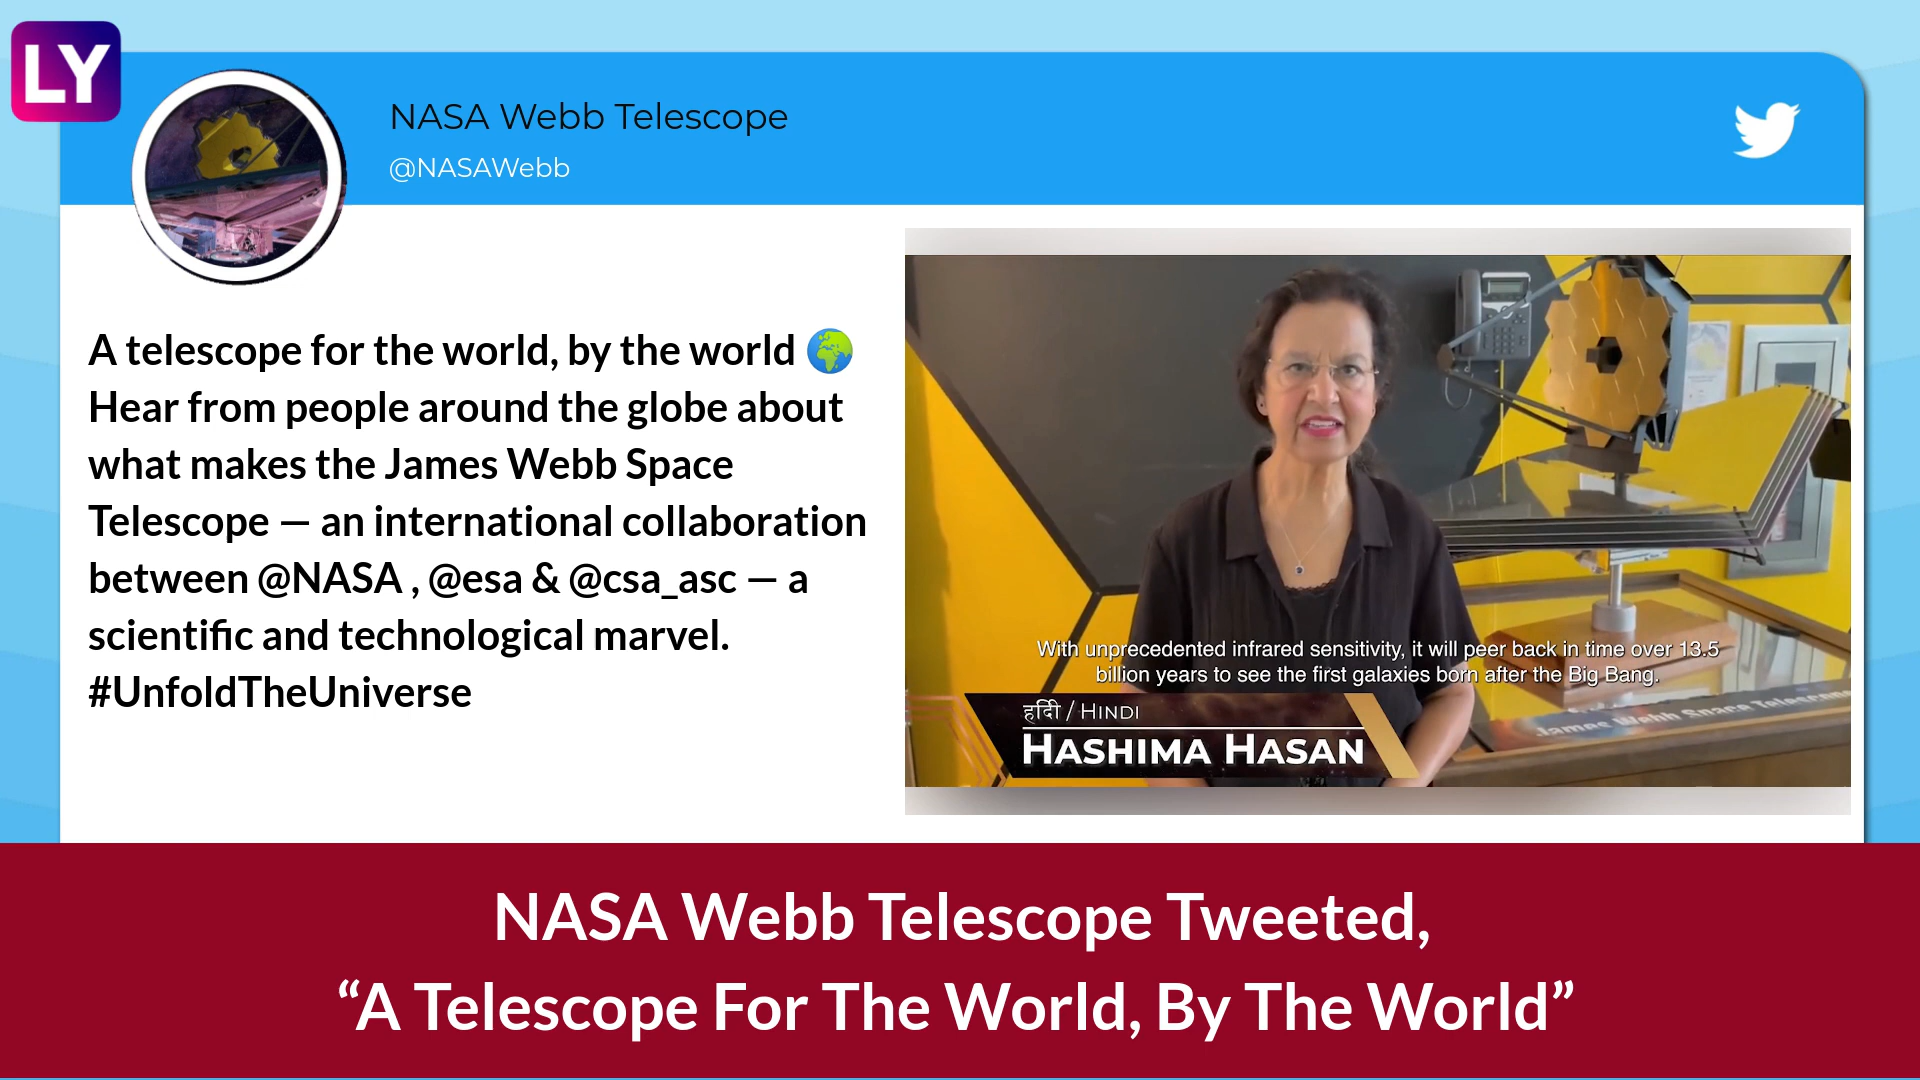 LY
NASA Webb Telescope
@NASAWebb
A telescope for the world, by the world 🌍
Hear from people around the globe about
what makes the James Webb Space
Telescope — an international collaboration
between @NASA , @esa & @csa_asc — a
scientific and technological marvel.
#UnfoldTheUniverse
With unprecedented infrared sensitivity, it will peer back in time over 13.5
billion years to see the first galaxies born after the Big Bang.
हिंदी / HINDI
HASHIMA HASAN
James Webb Space Telescope
NASA Webb Telescope Tweeted,
“A Telescope For The World, By The World”